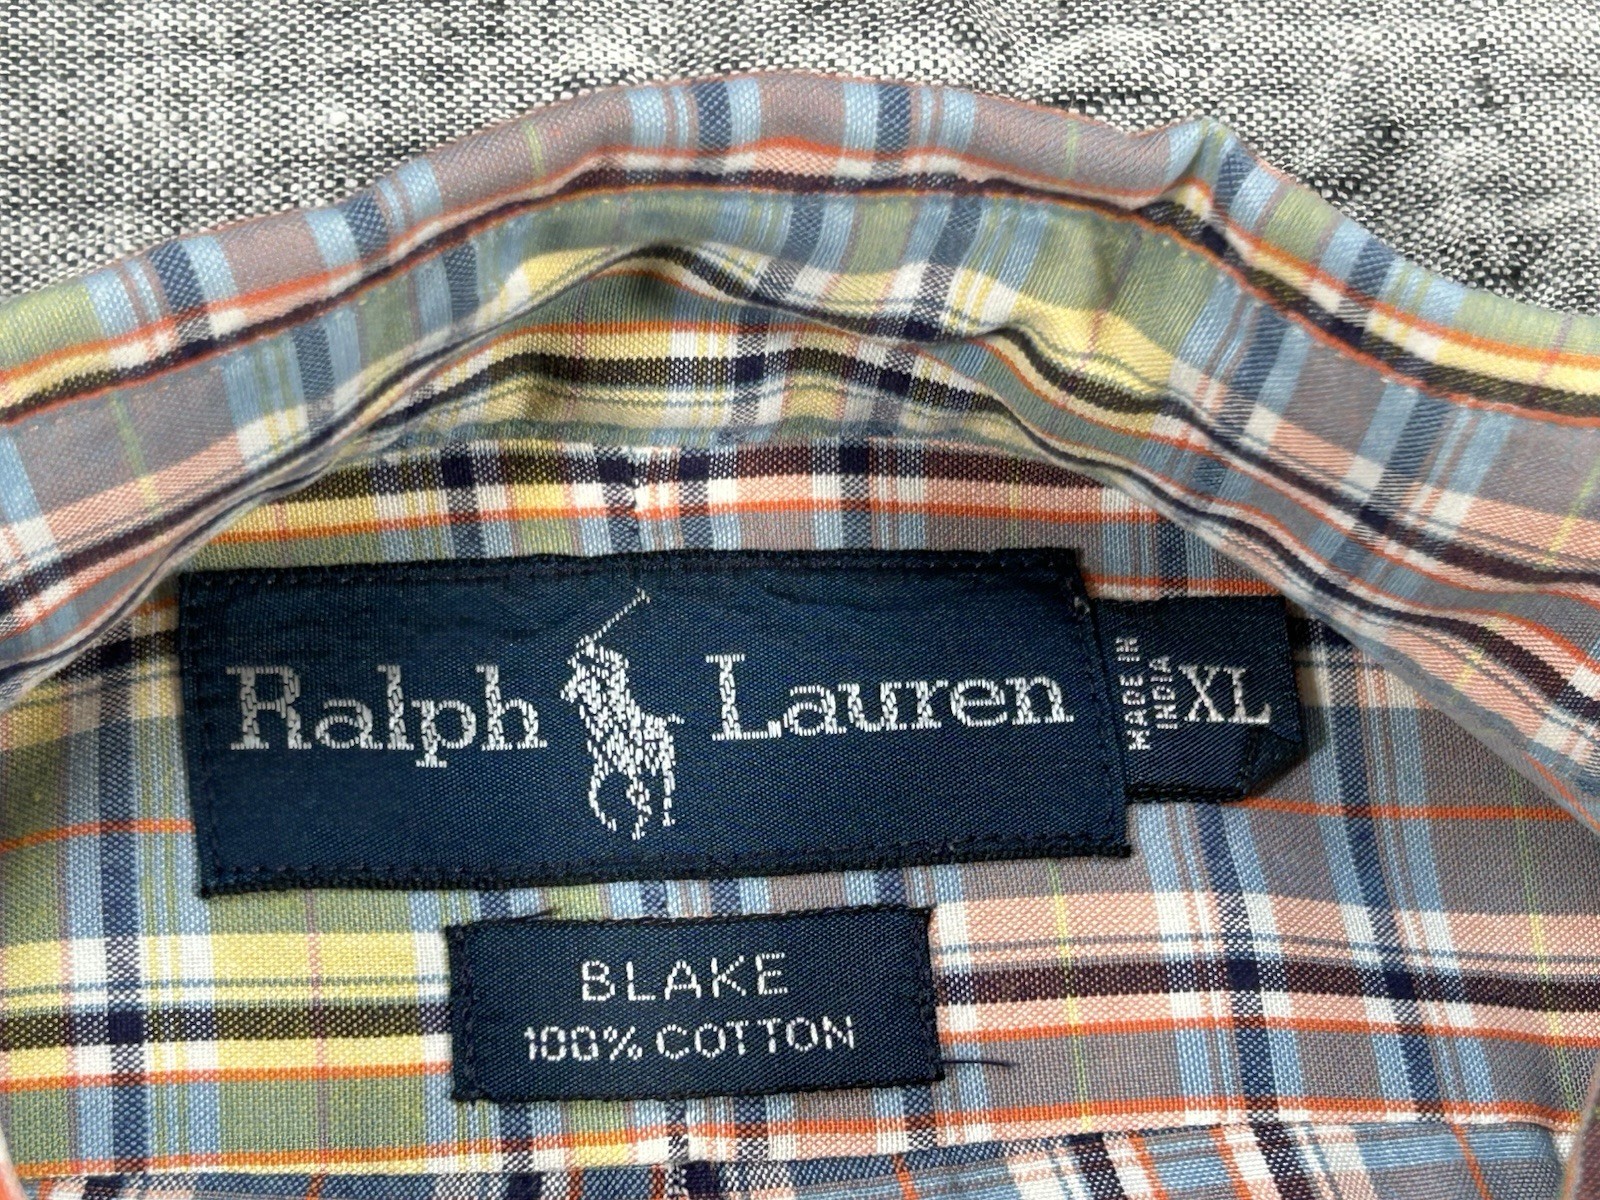 Ralph Lauren
MADE IN
INDIA
XL
BLAKE
100% COTTON